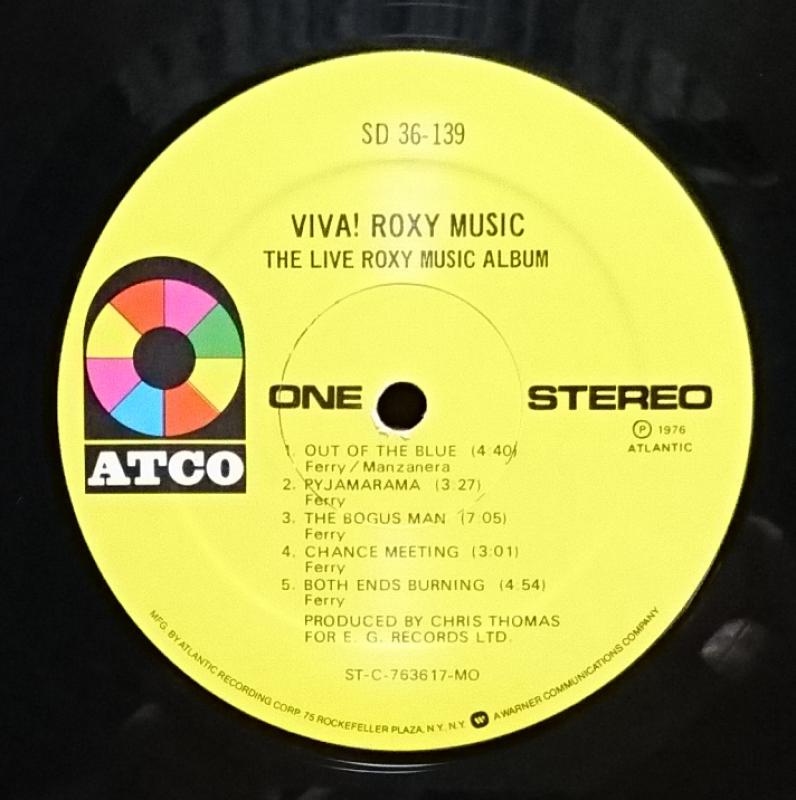 SD 36-139
VIVA! ROXY MUSIC
THE LIVE ROXY MUSIC ALBUM
ATCO
ONE
STEREO
Ⓟ 1976
ATLANTIC
1. OUT OF THE BLUE (4:40)
Ferry / Manzanera
2. PYJAMARAMA (3:27)
Ferry
3. THE BOGUS MAN (7:05)
Ferry
4. CHANCE MEETING (3:01)
Ferry
5. BOTH ENDS BURNING (4:54)
Ferry
PRODUCED BY CHRIS THOMAS
FOR E. G. RECORDS LTD.
ST-C-763617-MO
MFG. BY ATLANTIC RECORDING CORP. 75 ROCKEFELLER PLAZA, N.Y., N.Y. W A WARNER COMMUNICATIONS COMPANY